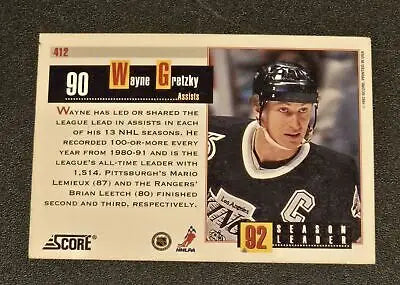 412
90 Wayne Gretzky
Assists
Wayne has led or shared the
league lead in assists in each
of his 13 NHL seasons. He
recorded 100-or-more every
year from 1980-91 and is the
league's all-time leader with
1,514. Pittsburgh's Mario
Lemieux (87) and the Rangers'
Brian Leetch (80) finished
second and third, respectively.
SCORE
NHL
NHLPA
Los Angeles
C
92 SEASON
LEADER